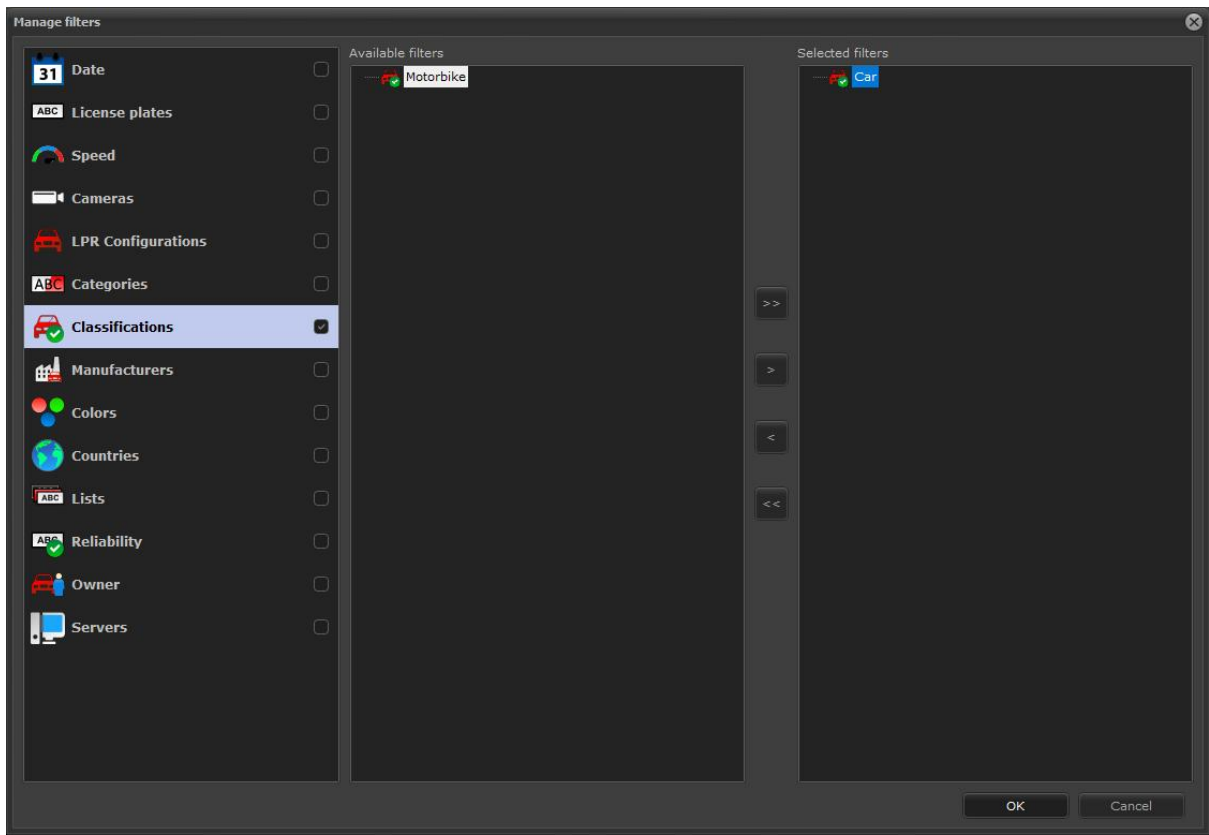 Manage filters
Available filters
Selected filters
31 Date
ABC License plates
Speed
Cameras
LPR Configurations
ABC Categories
Classifications
Manufacturers
Colors
Countries
ABC Lists
ABC Reliability
Owner
Servers
Motorbike
>>
>
<
<<
Car
OK
Cancel